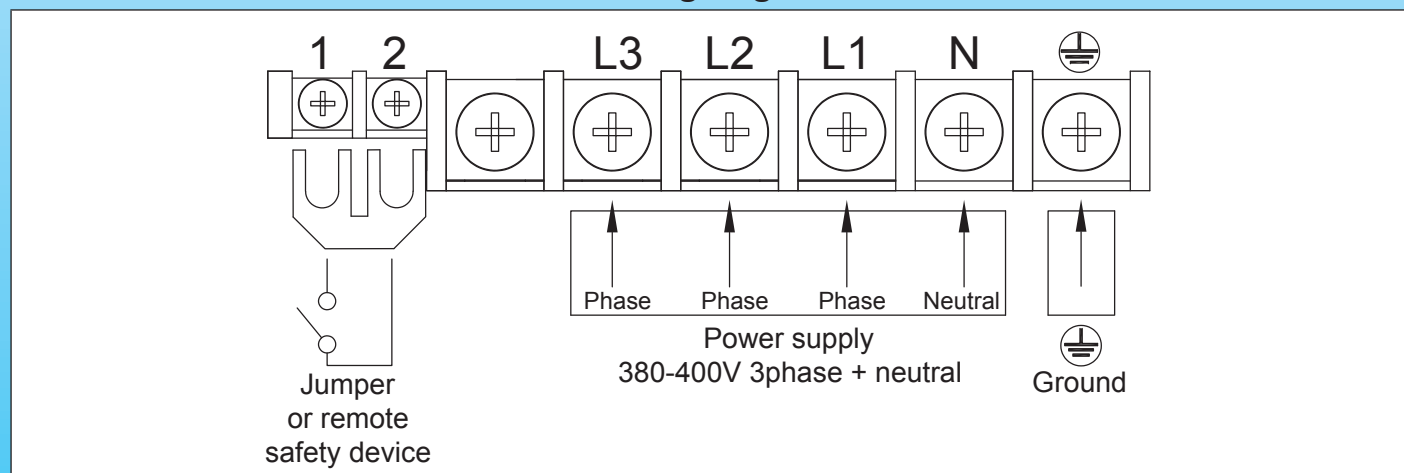 1 2 L3 L2 L1 N
Phase Phase Phase Neutral
Power supply
380-400V 3phase + neutral
Ground
Jumper
or remote
safety device